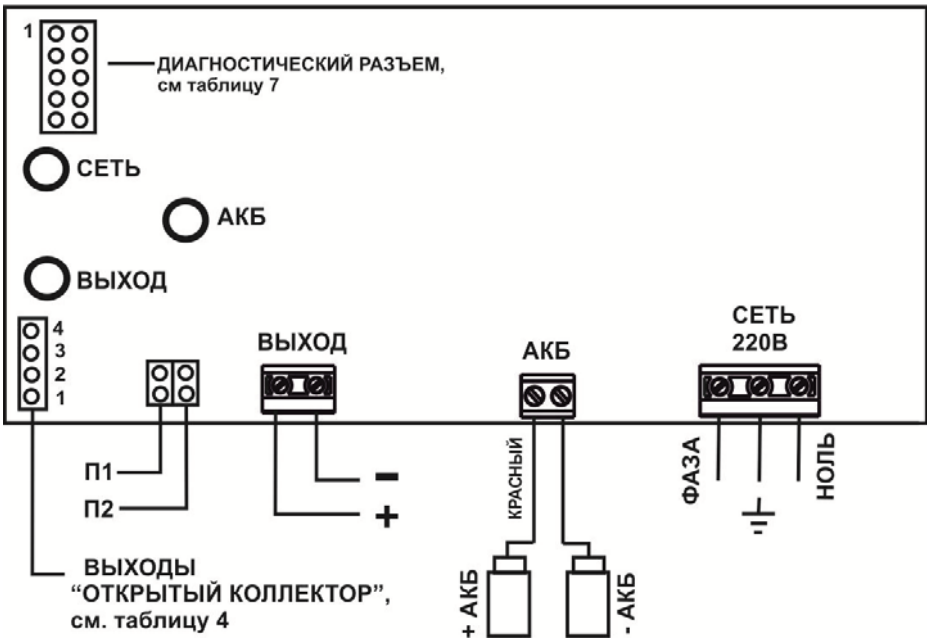 1
ДИАГНОСТИЧЕСКИЙ РАЗЪЕМ,
см таблицу 7
СЕТЬ
АКБ
ВЫХОД
4
3
2
1
ВЫХОД
АКБ
СЕТЬ
220В
П1
П2
-
+
КРАСНЫЙ
ФАЗА
НОЛЬ
+ АКБ
- АКБ
ВЫХОДЫ
“ОТКРЫТЫЙ КОЛЛЕКТОР”,
см. таблицу 4